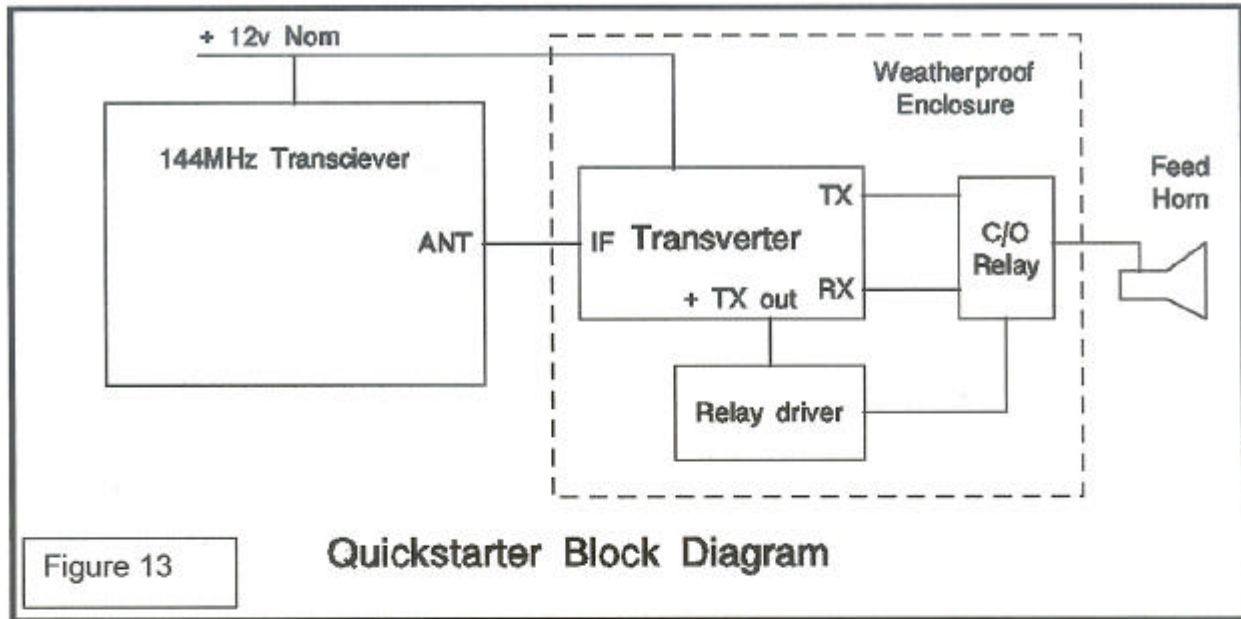 + 12v Nom
Weatherproof
Enclosure
144MHz Transciever
Feed
Horn
TX
ANT
IF Transverter
C/O
Relay
RX
+ TX out
Relay driver
Quickstarter Block Diagram
Figure 13